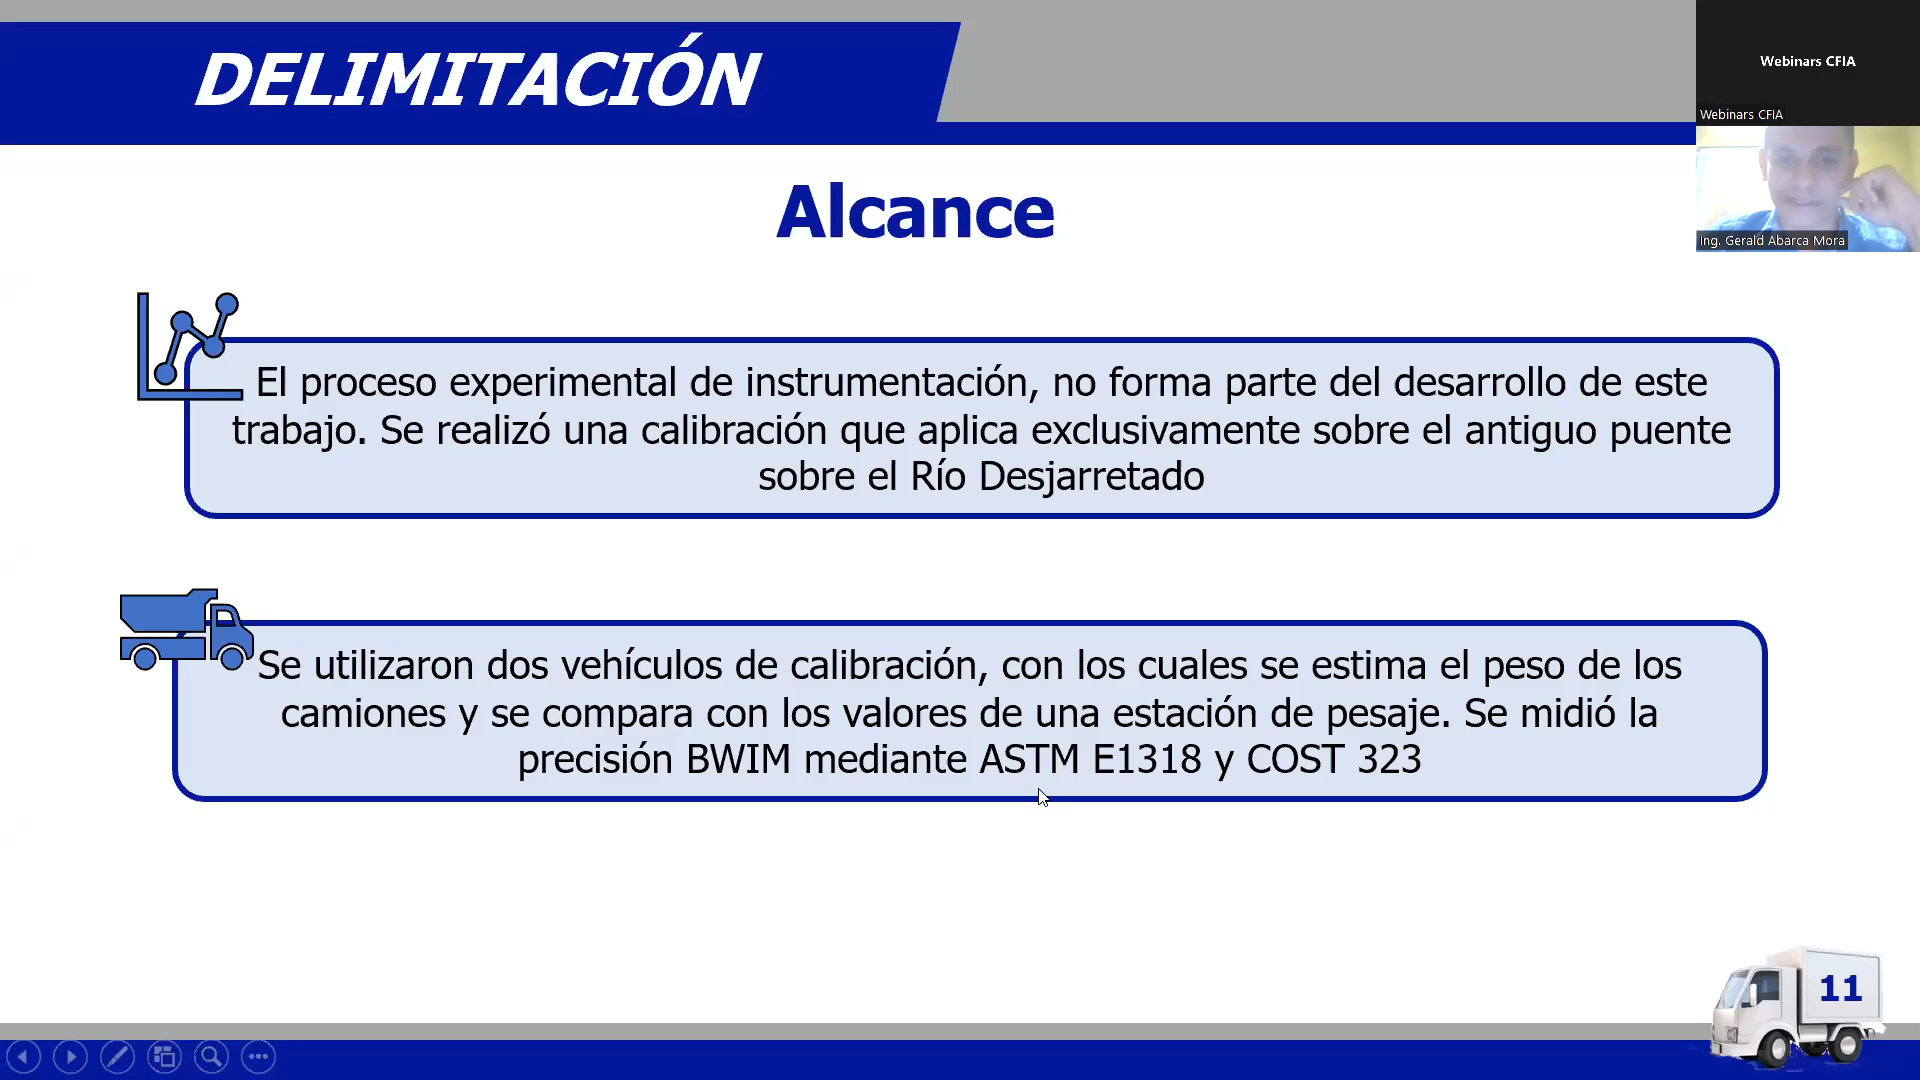 DELIMITACIÓN
Webinars CFIA
Webinars CFIA
Ing. Gerald Abarca Mora
Alcance
El proceso experimental de instrumentación, no forma parte del desarrollo de este
trabajo. Se realizó una calibración que aplica exclusivamente sobre el antiguo puente
sobre el Río Desjarretado
Se utilizaron dos vehículos de calibración, con los cuales se estima el peso de los
camiones y se compara con los valores de una estación de pesaje. Se midió la
precisión BWIM mediante ASTM E1318 y COST 323
11